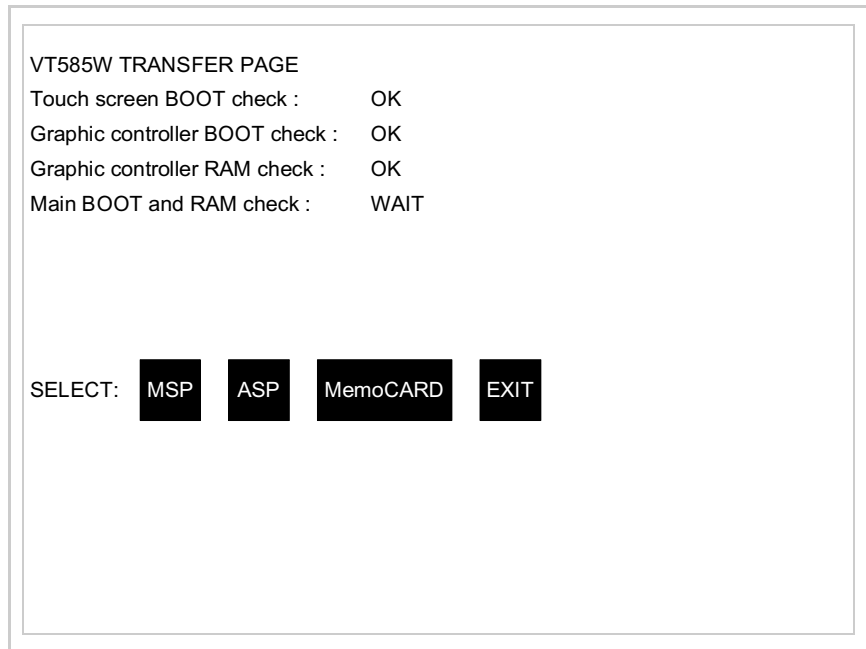 VT585W TRANSFER PAGE
Touch screen BOOT check : OK
Graphic controller BOOT check : OK
Graphic controller RAM check : OK
Main BOOT and RAM check : WAIT
SELECT: MSP ASP MemoCARD EXIT